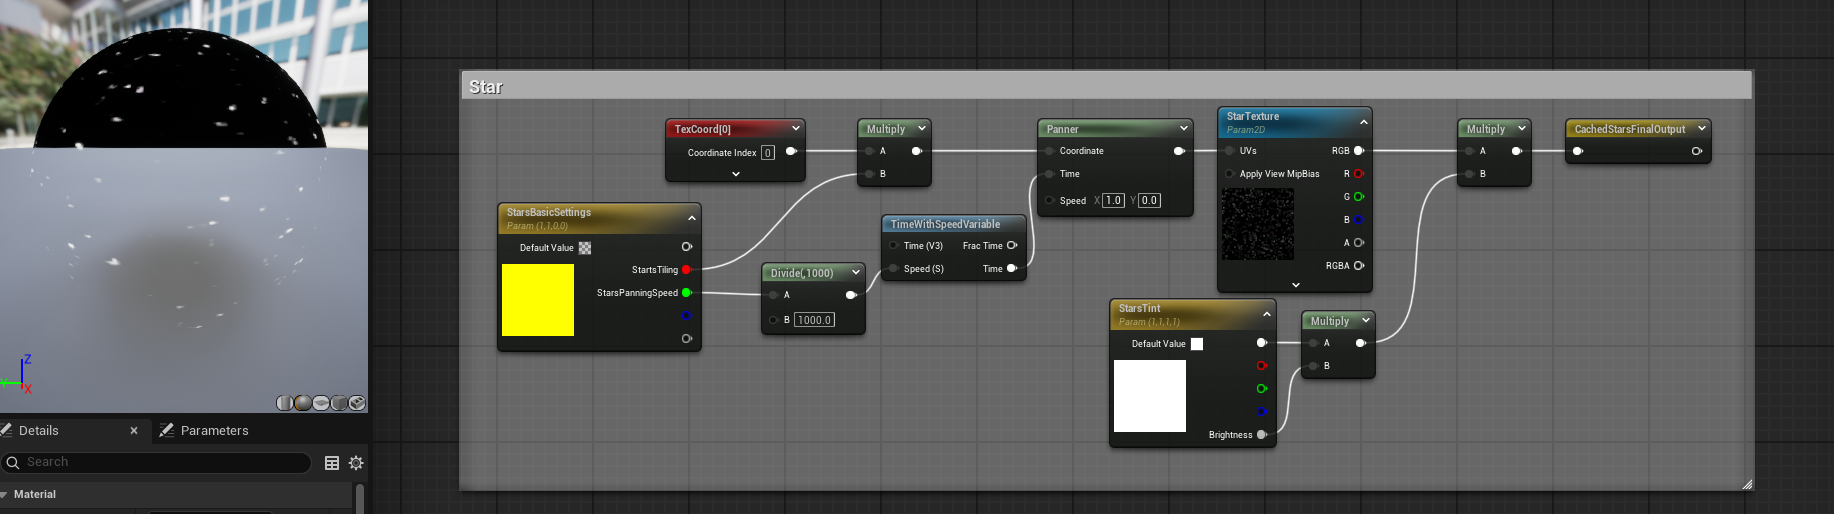 Star
TexCoord[0]
Coordinate Index 0
Multiply
A
B
Panner
Coordinate
Time
Speed X 1.0 Y 0.0
StarTexture
Param2D
UVs
RGB
Apply View MipBias
R
G
B
A
RGBA
Multiply
A
B
CachedStarsFinalOutput
StarsBasicSettings
Param (1,1,0,0)
Default Value
StartsTiling
StarsPanningSpeed
Divide(,1000)
A
B 1000.0
TimeWithSpeedVariable
Time (V3)
Frac Time
Speed (S)
Time
StarsTint
Param (1,1,1,1)
Default Value
Brightness
Multiply
A
B
Z
Y
X
Details
Parameters
Search
Material